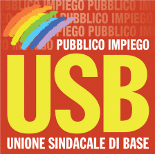 PUBBLICO IMPIEGO
USB
UNIONE SINDACALE DI BASE